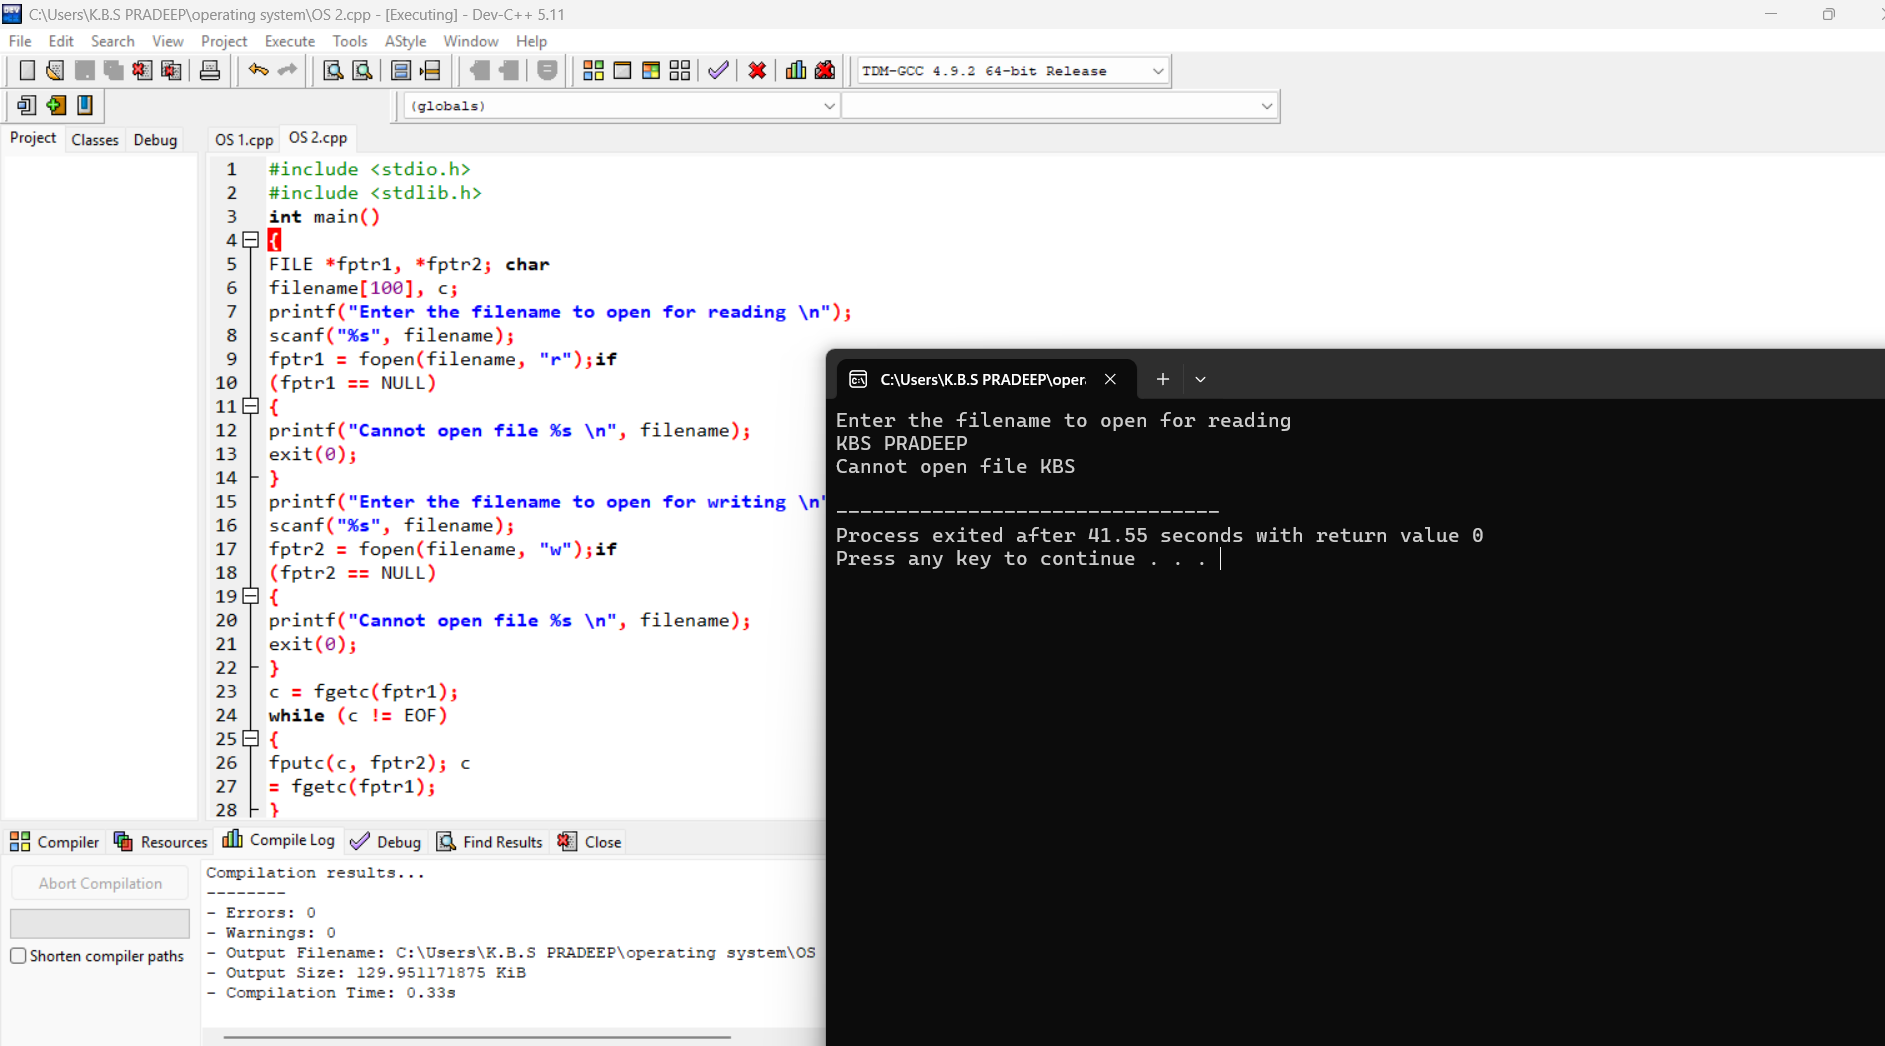 C:\Users\K.B.S PRADEEP\operating system\OS 2.cpp - [Executing] - Dev-C++ 5.11
File Edit Search View Project Execute Tools AStyle Window Help
TDM-GCC 4.9.2 64-bit Release
(globals)
Project Classes Debug
OS 1.cpp OS 2.cpp
1 #include <stdio.h>
2 #include <stdlib.h>
3 int main()
4 {
5 FILE *fptr1, *fptr2; char
6 filename[100], c;
7 printf("Enter the filename to open for reading \n");
8 scanf("%s", filename);
9 fptr1 = fopen(filename, "r");if
10 (fptr1 == NULL)
11 {
12 printf("Cannot open file %s \n", filename);
13 exit(0);
14 }
15 printf("Enter the filename to open for writing \n"
16 scanf("%s", filename);
17 fptr2 = fopen(filename, "w");if
18 (fptr2 == NULL)
19 {
20 printf("Cannot open file %s \n", filename);
21 exit(0);
22 }
23 c = fgetc(fptr1);
24 while (c != EOF)
25 {
26 fputc(c, fptr2); c
27 = fgetc(fptr1);
28 }
C:\Users\K.B.S PRADEEP\oper
Enter the filename to open for reading
KBS PRADEEP
Cannot open file KBS
--------------------------------
Process exited after 41.55 seconds with return value 0
Press any key to continue . . .
Compiler Resources Compile Log Debug Find Results Close
Abort Compilation
Shorten compiler paths
Compilation results...
--------
- Errors: 0
- Warnings: 0
- Output Filename: C:\Users\K.B.S PRADEEP\operating system\OS
- Output Size: 129.951171875 KiB
- Compilation Time: 0.33s